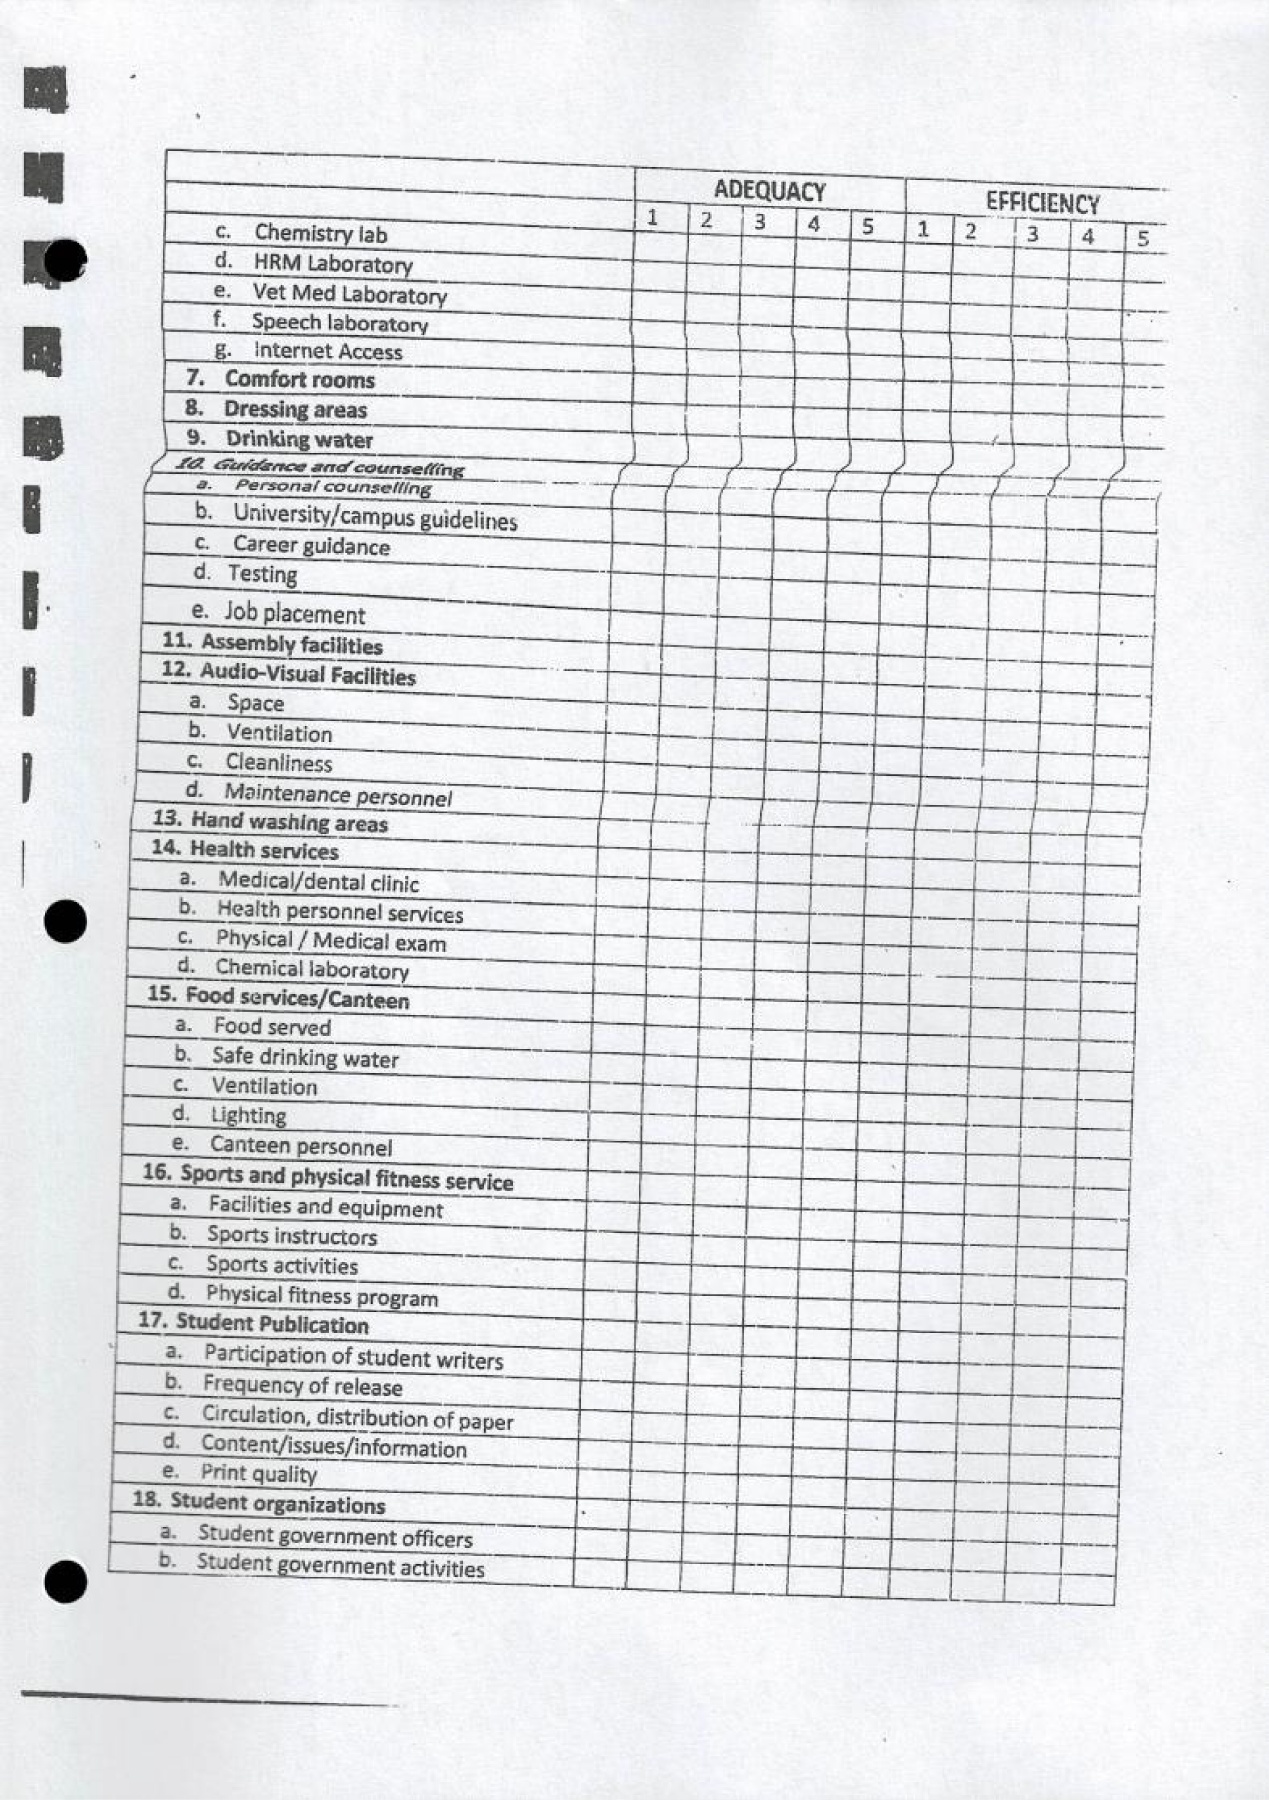 ADEQUACY EFFICIENCY
1 2 3 4 5 1 2 3 4 5
c. Chemistry lab
d. HRM Laboratory
e. Vet Med Laboratory
f. Speech laboratory
g. Internet Access
7. Comfort rooms
8. Dressing areas
9. Drinking water
10. Guidance and counselling
a. Personal counselling
b. University/campus guidelines
c. Career guidance
d. Testing
e. Job placement
11. Assembly facilities
12. Audio-Visual Facilities
a. Space
b. Ventilation
c. Cleanliness
d. Maintenance personnel
13. Hand washing areas
14. Health services
a. Medical/dental clinic
b. Health personnel services
c. Physical / Medical exam
d. Chemical laboratory
15. Food services/Canteen
a. Food served
b. Safe drinking water
c. Ventilation
d. Lighting
e. Canteen personnel
16. Sports and physical fitness service
a. Facilities and equipment
b. Sports instructors
c. Sports activities
d. Physical fitness program
17. Student Publication
a. Participation of student writers
b. Frequency of release
c. Circulation, distribution of paper
d. Content/issues/information
e. Print quality
18. Student organizations
a. Student government officers
b. Student government activities